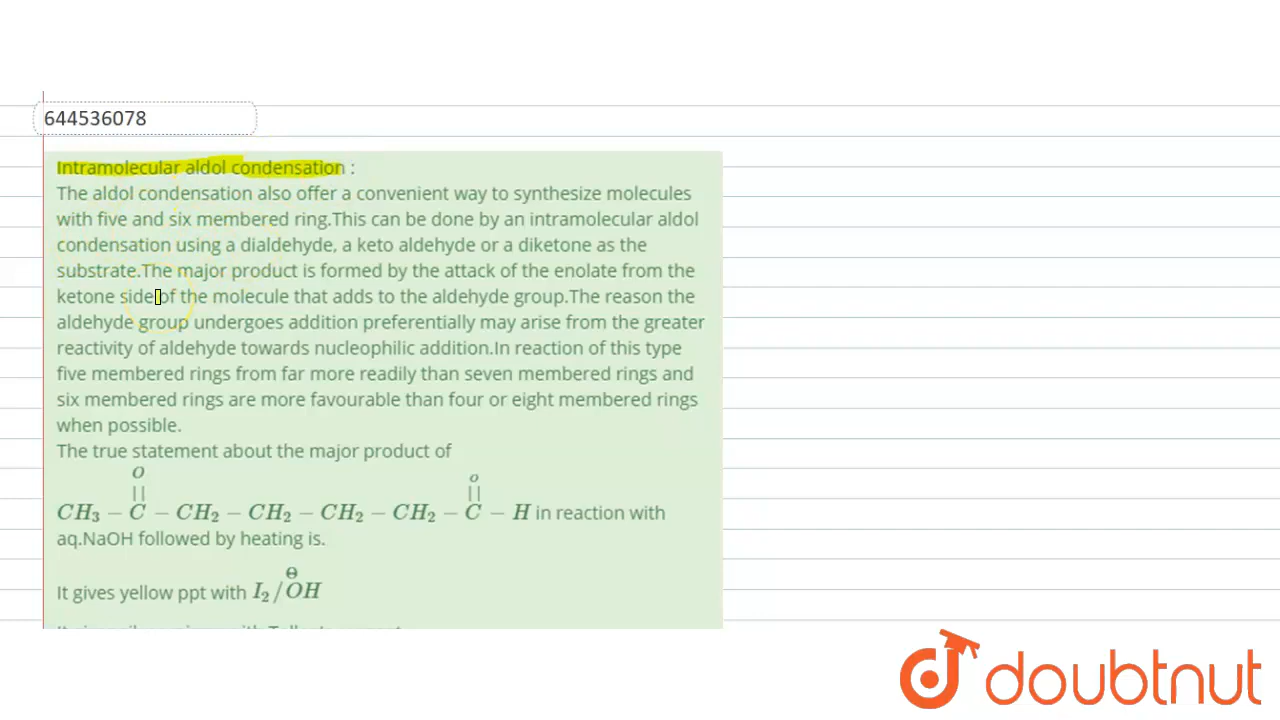 644536078
Intramolecular aldol condensation :
The aldol condensation also offer a convenient way to synthesize molecules
with five and six membered ring.This can be done by an intramolecular aldol
condensation using a dialdehyde, a keto aldehyde or a diketone as the
substrate.The major product is formed by the attack of the enolate from the
ketone side of the molecule that adds to the aldehyde group.The reason the
aldehyde group undergoes addition preferentially may arise from the greater
reactivity of aldehyde towards nucleophilic addition.In reaction of this type
five membered rings from far more readily than seven membered rings and
six membered rings are more favourable than four or eight membered rings
when possible.
The true statement about the major product of
O o
|| ||
CH₃ − C − CH₂ − CH₂ − CH₂ − CH₂ − C − H in reaction with
aq.NaOH followed by heating is.
Θ
It gives yellow ppt with I₂/OH
doubtnut